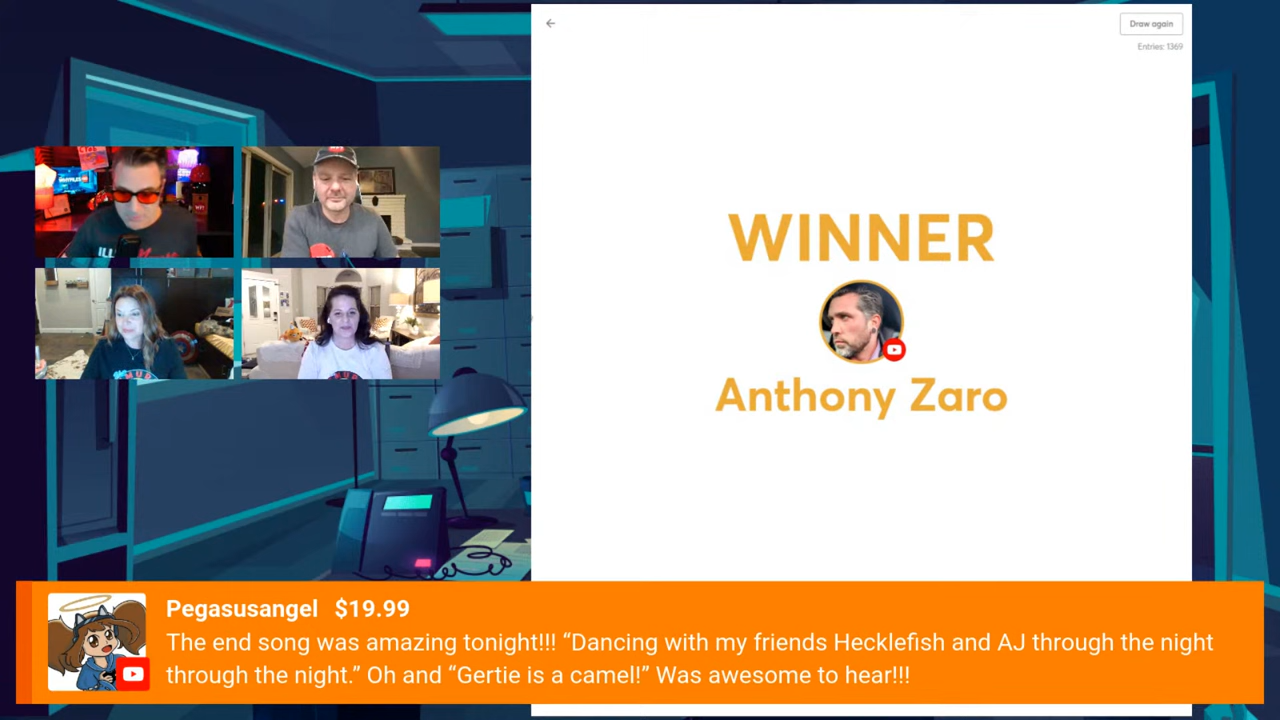 Draw again
Entries: 1369
WINNER
Anthony Zaro
Pegasusangel $19.99
The end song was amazing tonight!!! “Dancing with my friends Hecklefish and AJ through the night
through the night.” Oh and “Gertie is a camel!” Was awesome to hear!!!